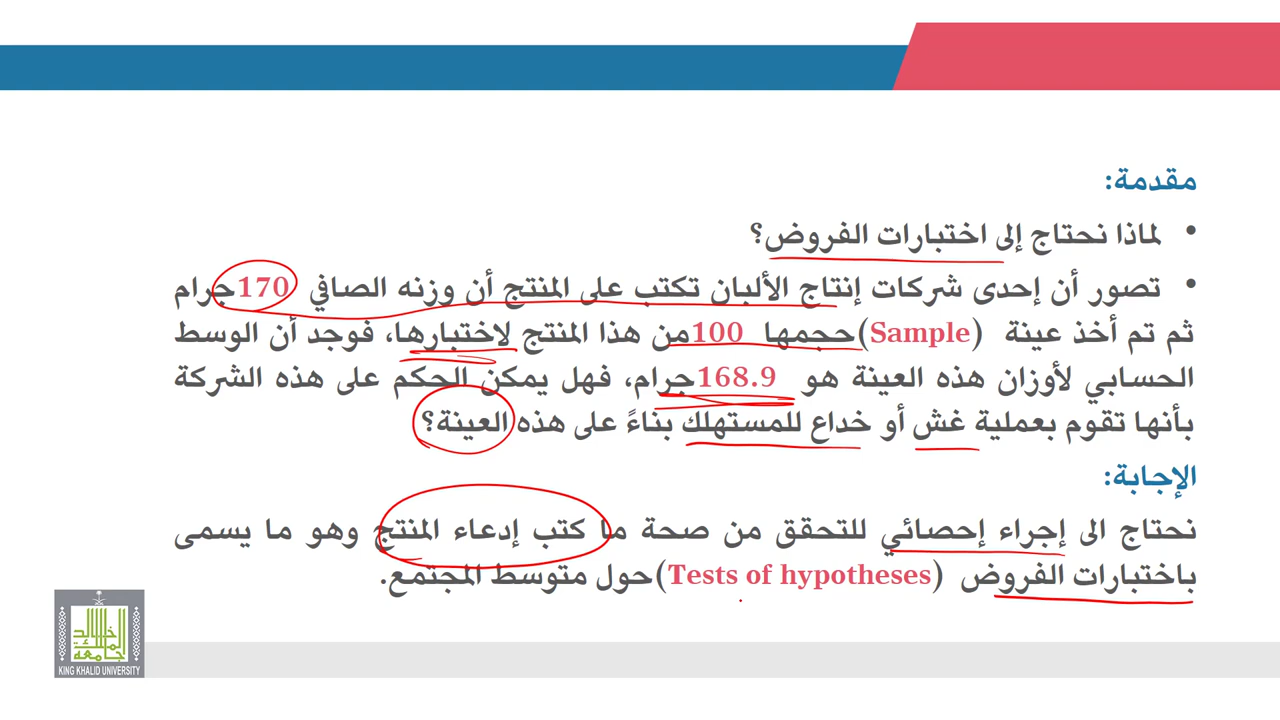 مقدمة:
• لماذا نحتاج إلى اختبارات الفروض؟
• تصور أن إحدى شركات إنتاج الألبان تكتب على المنتج أن وزنه الصافي 170جرام
ثم تم أخذ عينة (Sample)حجمها 100من هذا المنتج لاختبارها، فوجد أن الوسط
الحسابي لأوزان هذه العينة هو 168.9جرام، فهل يمكن الحكم على هذه الشركة
بأنها تقوم بعملية غش أو خداع للمستهلك بناءً على هذه العينة؟
الإجابة:
نحتاج الى إجراء إحصائي للتحقق من صحة ما كتب إدعاء المنتج وهو ما يسمى
باختبارات الفروض (Tests of hypotheses)حول متوسط المجتمع.
جامعة الملك خالد
KING KHALID UNIVERSITY